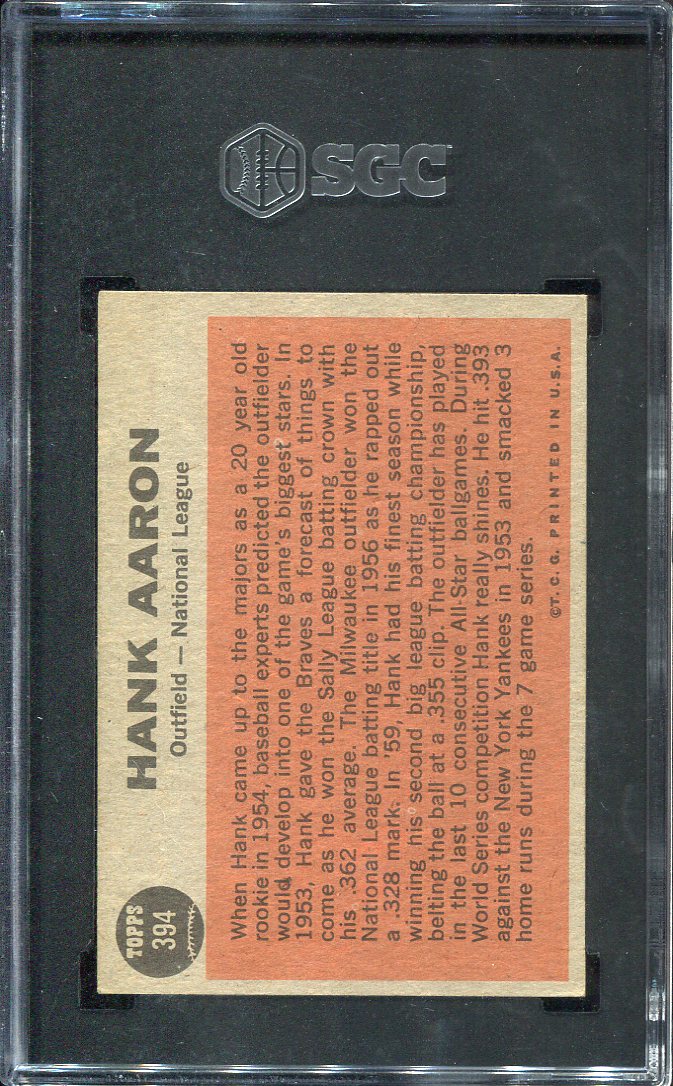 SGC
TOPPS
394
HANK AARON
Outfield — National League
When Hank came up to the majors as a 20 year old
rookie in 1954, baseball experts predicted the outfielder
would develop into one of the game's biggest stars. In
1953, Hank gave the Braves a forecast of things to
come as he won the Sally League batting crown with
his .362 average. The Milwaukee outfielder won the
National League batting title in 1956 as he rapped out
a .328 mark. In '59, Hank had his finest season while
winning his second big league batting championship,
belting the ball at a .355 clip. The outfielder has played
in the last 10 consecutive All-Star ballgames. During
World Series competition Hank really shines. He hit .393
against the New York Yankees in 1953 and smacked 3
home runs during the 7 game series.
©T. C. G. PRINTED IN U.S.A.